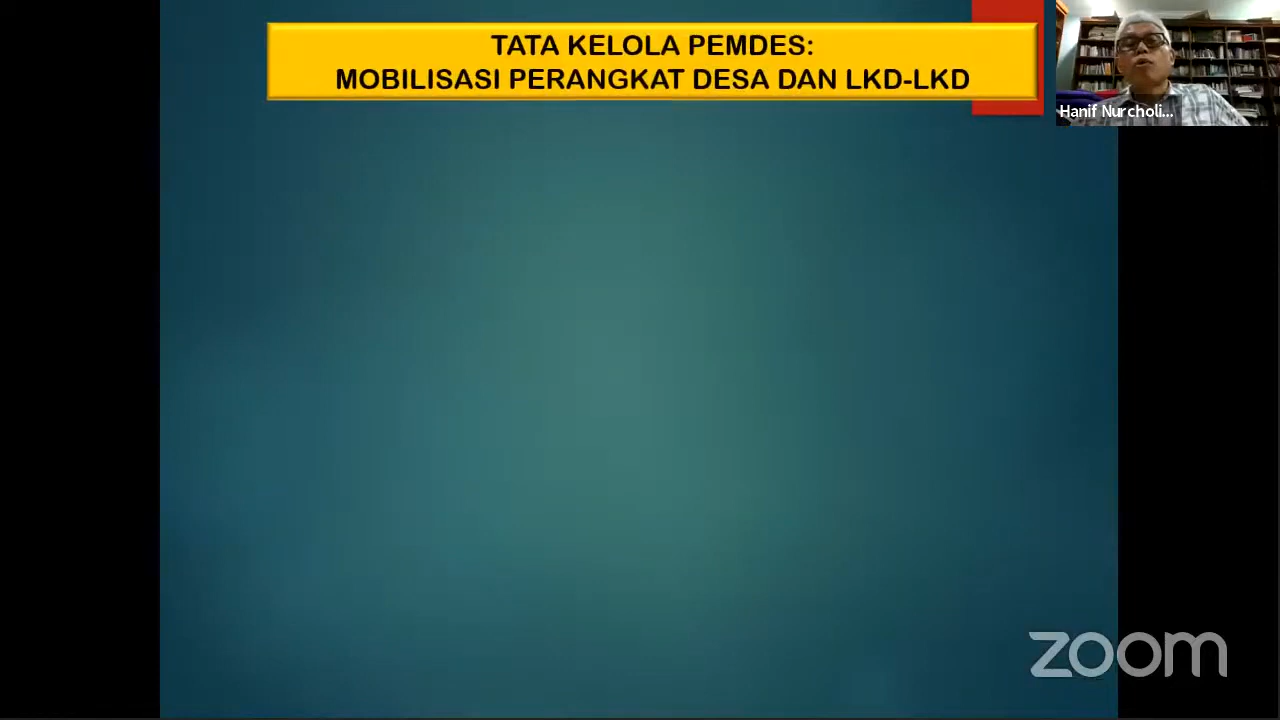 TATA KELOLA PEMDES:
MOBILISASI PERANGKAT DESA DAN LKD-LKD
Hanif Nurcholi...
zoom